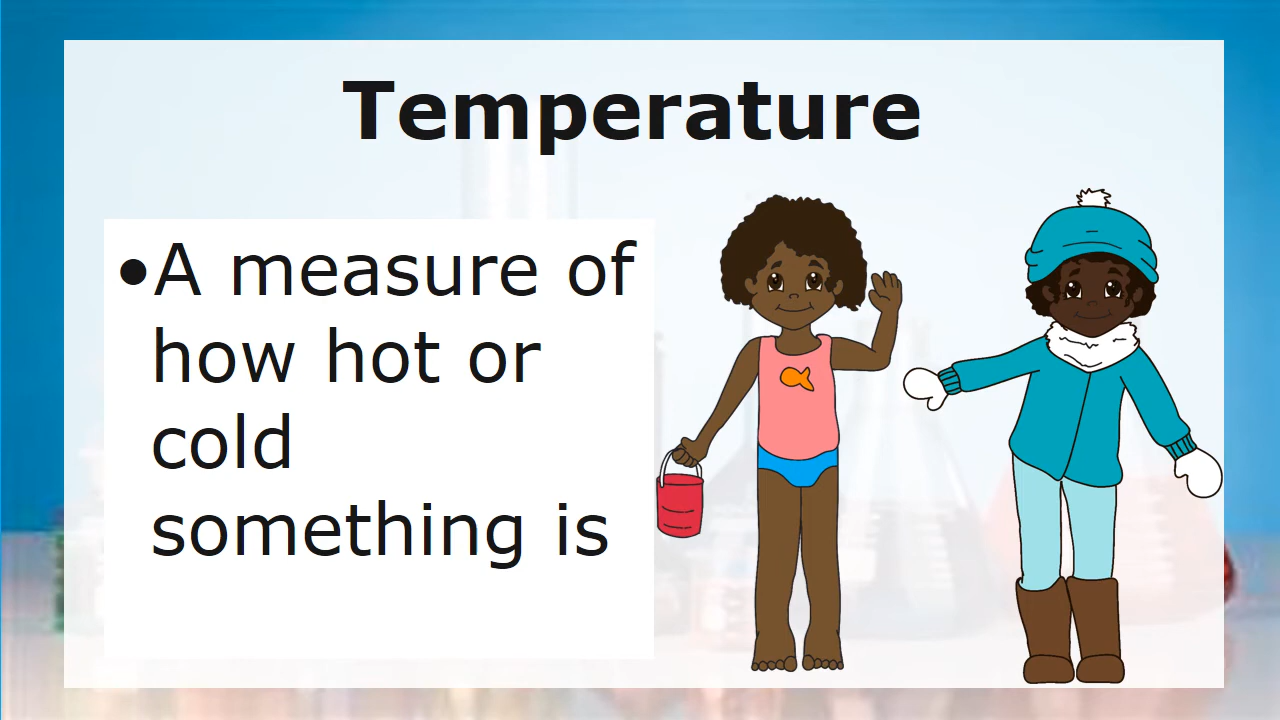 Temperature
•A measure of
how hot or
cold
something is